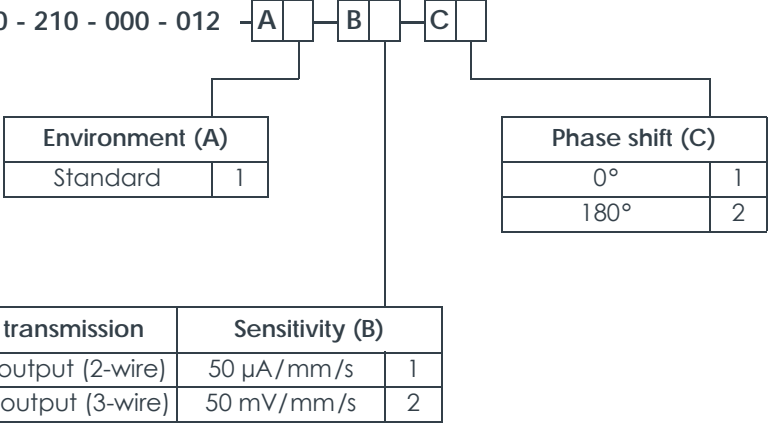 0 - 210 - 000 - 012 - A - B - C
Environment (A)
Standard 1
Phase shift (C)
0° 1
180° 2
transmission Sensitivity (B)
output (2-wire) 50 µA/mm/s 1
output (3-wire) 50 mV/mm/s 2